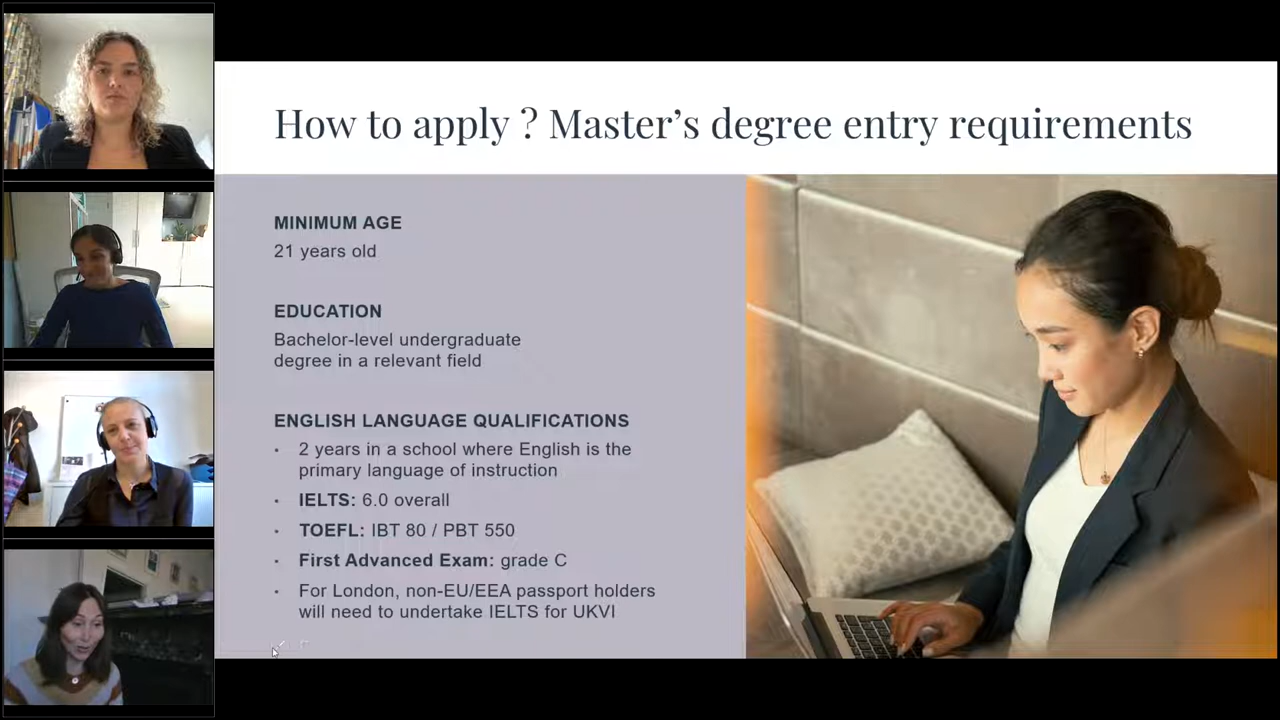 How to apply ? Master's degree entry requirements
MINIMUM AGE
21 years old
EDUCATION
Bachelor-level undergraduate
degree in a relevant field
ENGLISH LANGUAGE QUALIFICATIONS
• 2 years in a school where English is the
primary language of instruction
• IELTS: 6.0 overall
• TOEFL: IBT 80 / PBT 550
• First Advanced Exam: grade C
• For London, non-EU/EEA passport holders
will need to undertake IELTS for UKVI